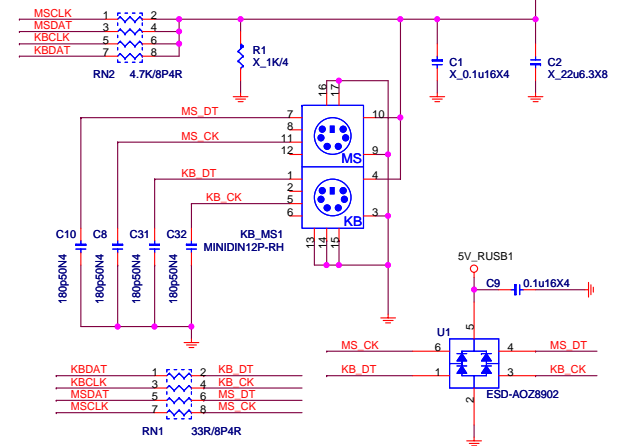 MSCLK 1 2
MSDAT 3 4
KBCLK 5 6
KBDAT 7 8
RN2 4.7K/8P4R
R1
X_1K/4
C1
X_0.1u16X4
C2
X_22u6.3X8
16 17
MS_DT 7 10
8
MS_CK 11
12 9
MS
KB_DT 1 4
2
KB_CK 5
6 3
KB
13 14 15
KB_MS1
MINIDIN12P-RH
C10 C8 C31 C32
180p50N4 180p50N4 180p50N4 180p50N4
5V_RUSB1
C9 0.1u16X4
5
U1
MS_CK 6 4 MS_DT
KB_DT 1 3 KB_CK
2
ESD-AOZ8902
KBDAT 1 2 KB_DT
KBCLK 3 4 KB_CK
MSDAT 5 6 MS_DT
MSCLK 7 8 MS_CK
RN1 33R/8P4R